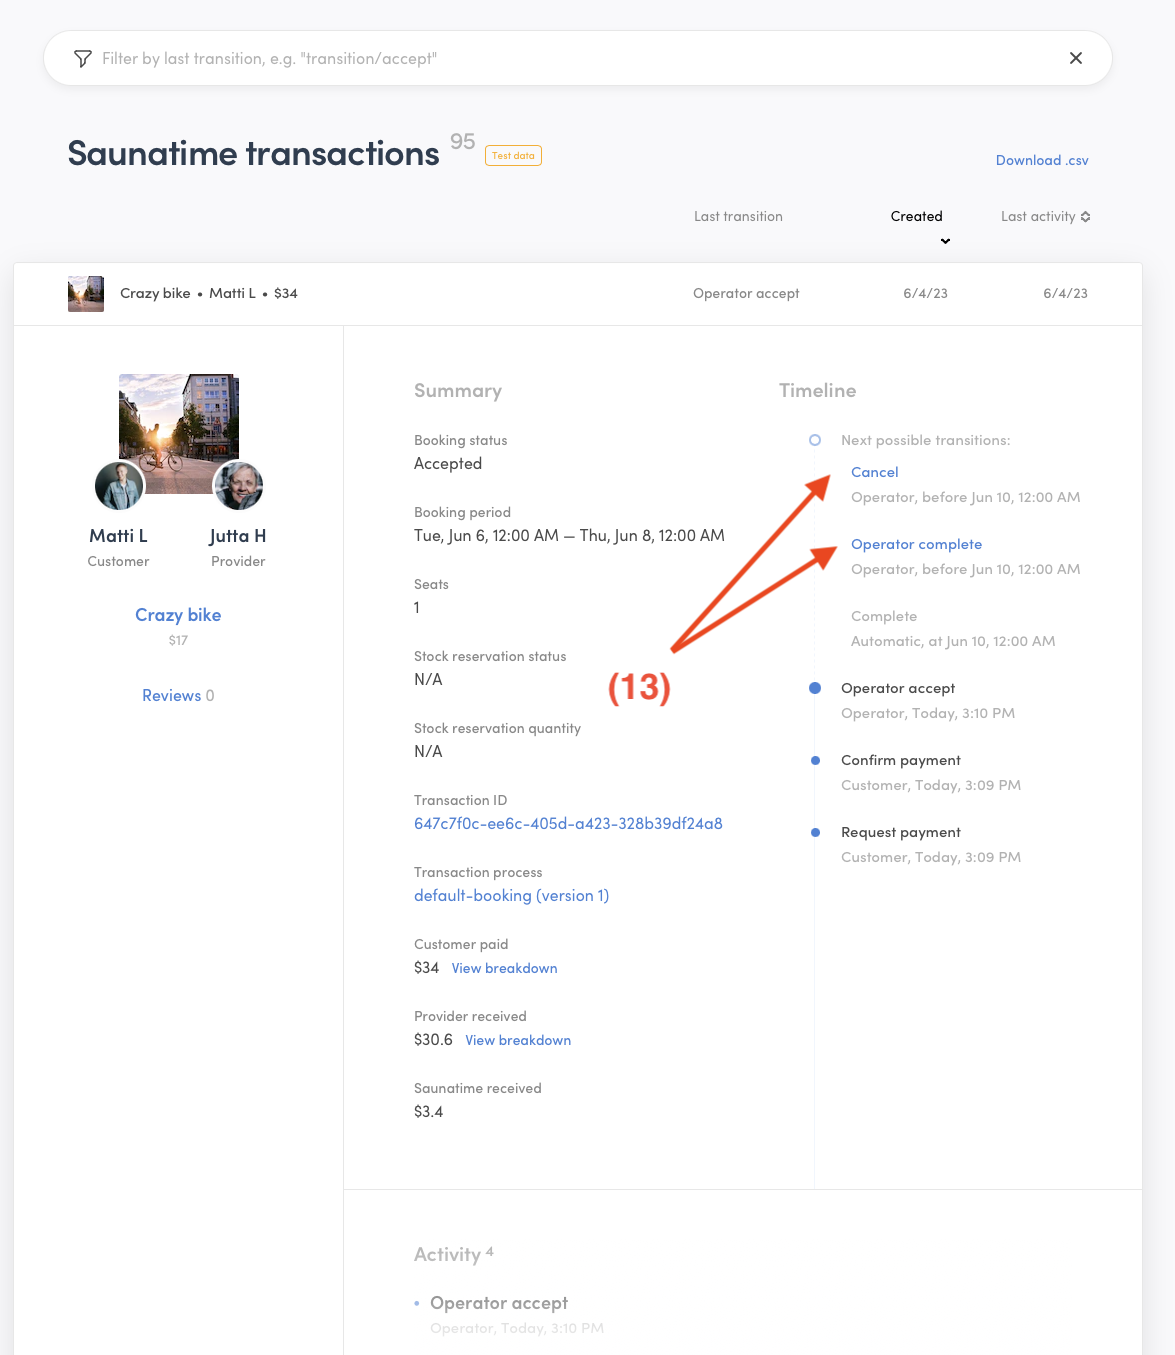 Filter by last transition, e.g. "transition/accept"
Saunatime transactions 95 Test data
Download .csv
Last transition Created Last activity
Crazy bike • Matti L • $34 Operator accept 6/4/23 6/4/23
Matti L
Customer
Jutta H
Provider
Crazy bike
$17
Reviews 0
Summary
Booking status
Accepted
Booking period
Tue, Jun 6, 12:00 AM — Thu, Jun 8, 12:00 AM
Seats
1
Stock reservation status
N/A
Stock reservation quantity
N/A
Transaction ID
647c7f0c-ee6c-405d-a423-328b39df24a8
Transaction process
default-booking (version 1)
Customer paid
$34 View breakdown
Provider received
$30.6 View breakdown
Saunatime received
$3.4
Timeline
Next possible transitions:
Cancel
Operator, before Jun 10, 12:00 AM
Operator complete
Operator, before Jun 10, 12:00 AM
Complete
Automatic, at Jun 10, 12:00 AM
(13)
Operator accept
Operator, Today, 3:10 PM
Confirm payment
Customer, Today, 3:09 PM
Request payment
Customer, Today, 3:09 PM
Activity 4
• Operator accept
Operator, Today, 3:10 PM